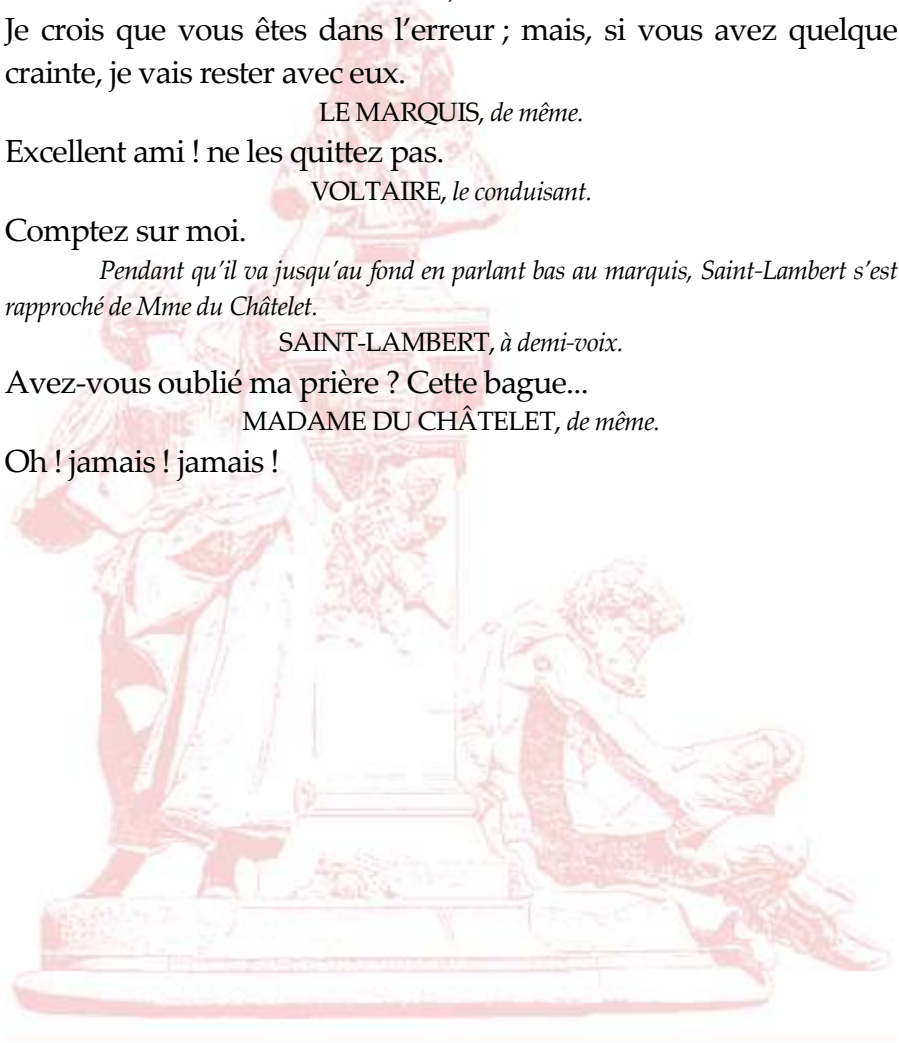 Je crois que vous êtes dans l’erreur ; mais, si vous avez quelque
crainte, je vais rester avec eux.
LE MARQUIS, de même.
Excellent ami ! ne les quittez pas.
VOLTAIRE, le conduisant.
Comptez sur moi.
Pendant qu’il va jusqu’au fond en parlant bas au marquis, Saint-Lambert s’est
rapproché de Mme du Châtelet.
SAINT-LAMBERT, à demi-voix.
Avez-vous oublié ma prière ? Cette bague...
MADAME DU CHÂTELET, de même.
Oh ! jamais ! jamais !